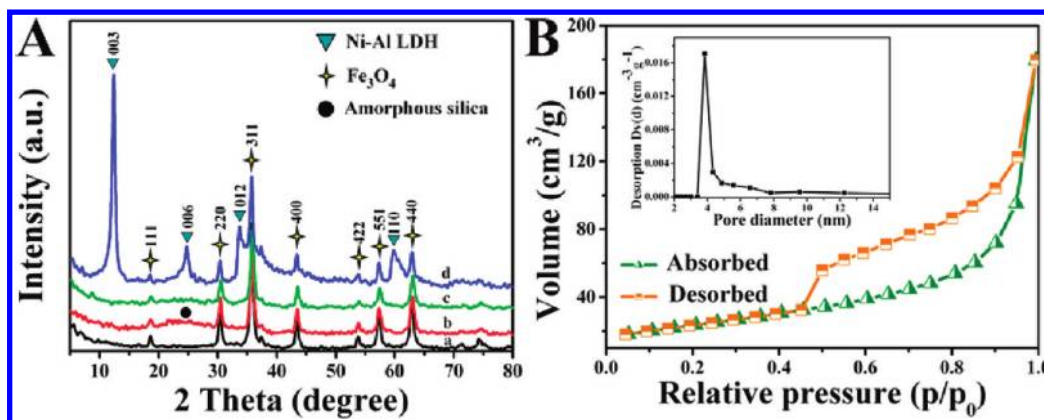 A
003
Ni-Al LDH
Fe₃O₄
Amorphous silica
111
006
220
012
311
400
422
551
110
440
d
c
b
a
Intensity (a.u.)
10 20 30 40 50 60 70 80
2 Theta (degree)
B
200
160
120
80
40
Volume (cm³/g)
0.016
0.012
0.008
0.004
0.000
Desorption Dv(d) (cm⁻³g⁻¹)
2 4 6 8 10 12 14
Pore diameter (nm)
Absorbed
Desorbed
0.0 0.2 0.4 0.6 0.8 1.0
Relative pressure (p/p₀)